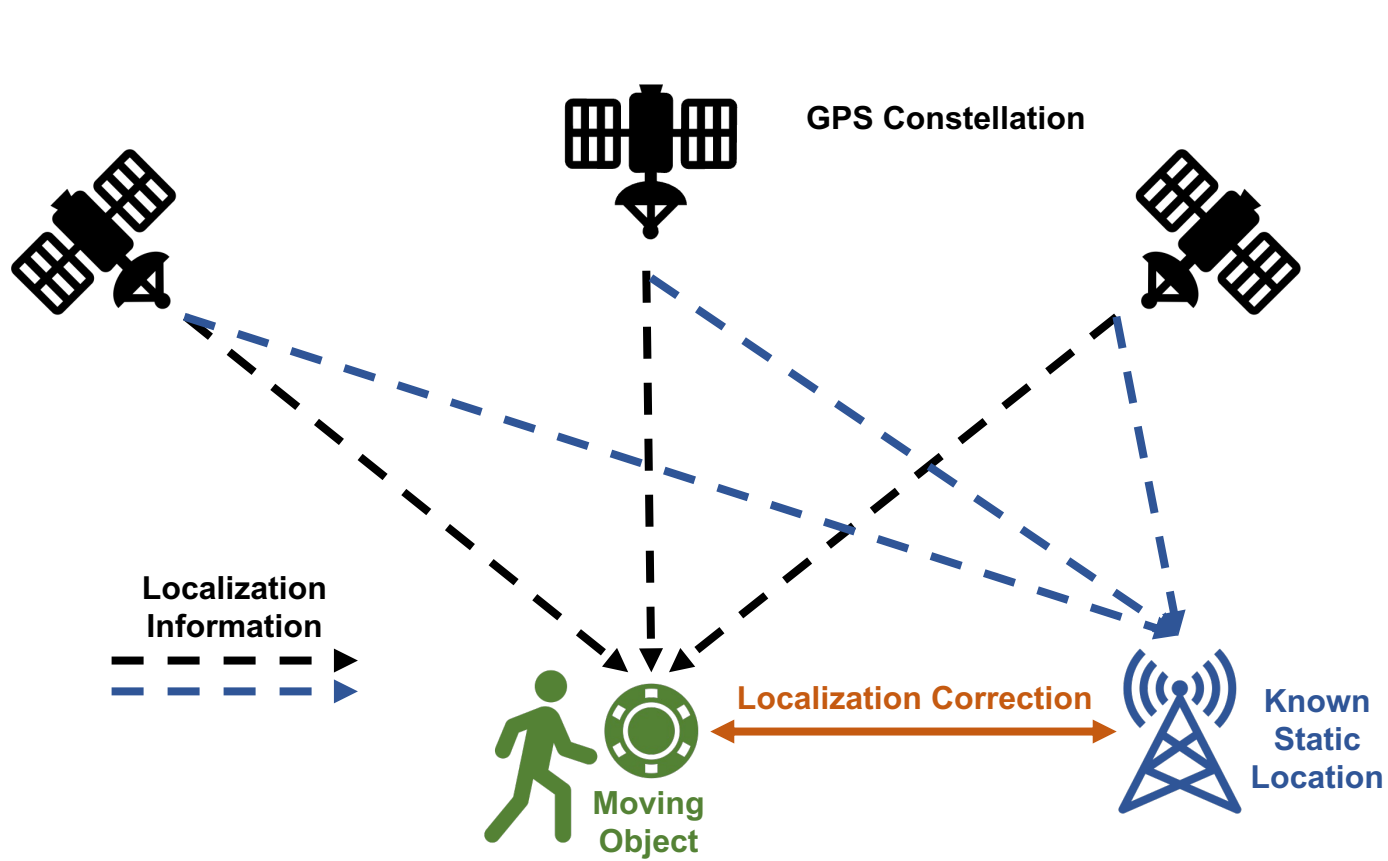 GPS Constellation
Localization
Information
Localization Correction
Known
Static
Location
Moving
Object